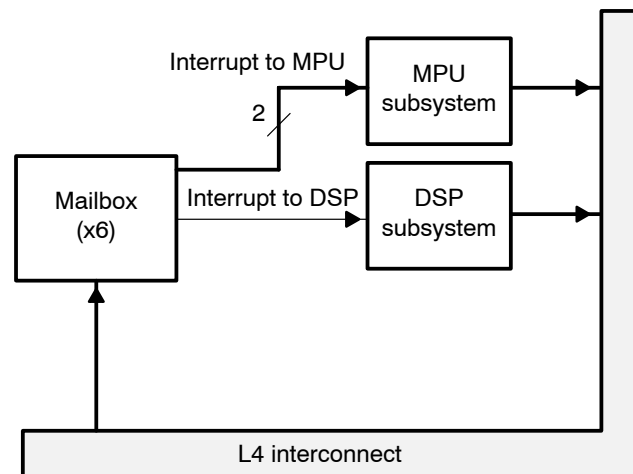 Interrupt to MPU
2
MPU
subsystem
Mailbox
(x6)
Interrupt to DSP
DSP
subsystem
L4 interconnect